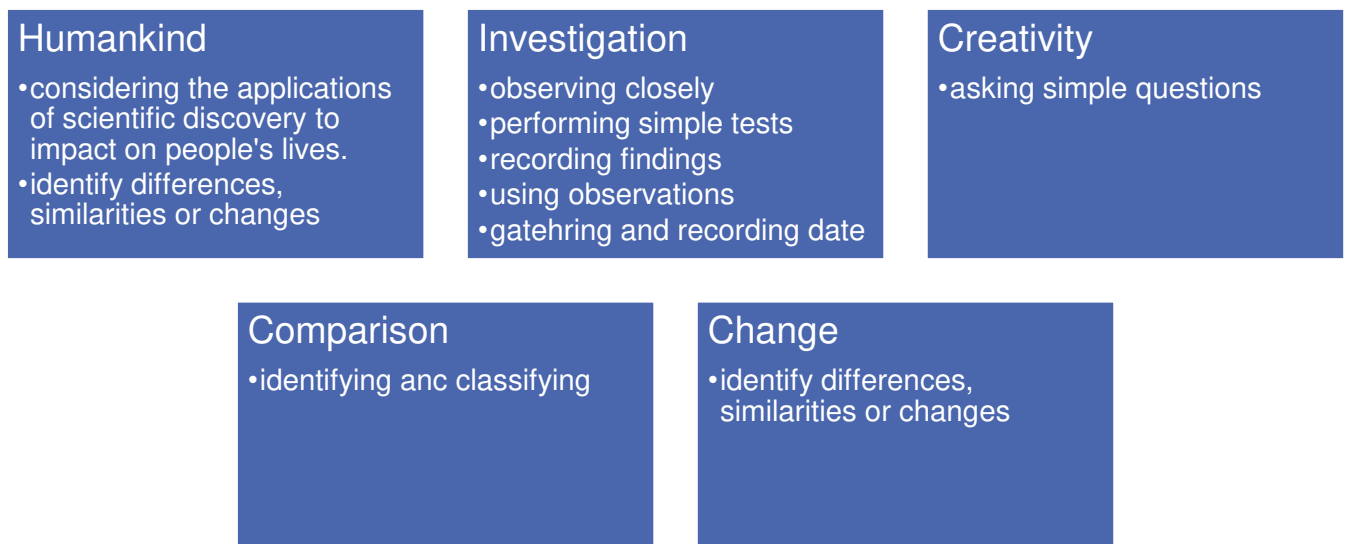 Humankind
•considering the applications
of scientific discovery to
impact on people's lives.
•identify differences,
similarities or changes
Investigation
•observing closely
•performing simple tests
•recording findings
•using observations
•gatehring and recording date
Creativity
•asking simple questions
Comparison
•identifying anc classifying
Change
•identify differences,
similarities or changes